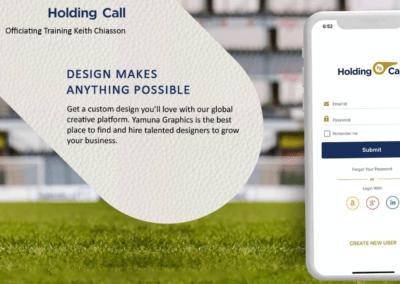 Holding Call
Officiating Training Keith Chiasson
DESIGN MAKES
ANYTHING POSSIBLE
Get a custom design you'll love with our global
creative platform. Yamuna Graphics is the best
place to find and hire talented designers to grow
your business.
6:52
Holding Ca
Email id
Password
Remember me
Submit
Forgot Your Password
or
Login With
g+
in
CREATE NEW USER